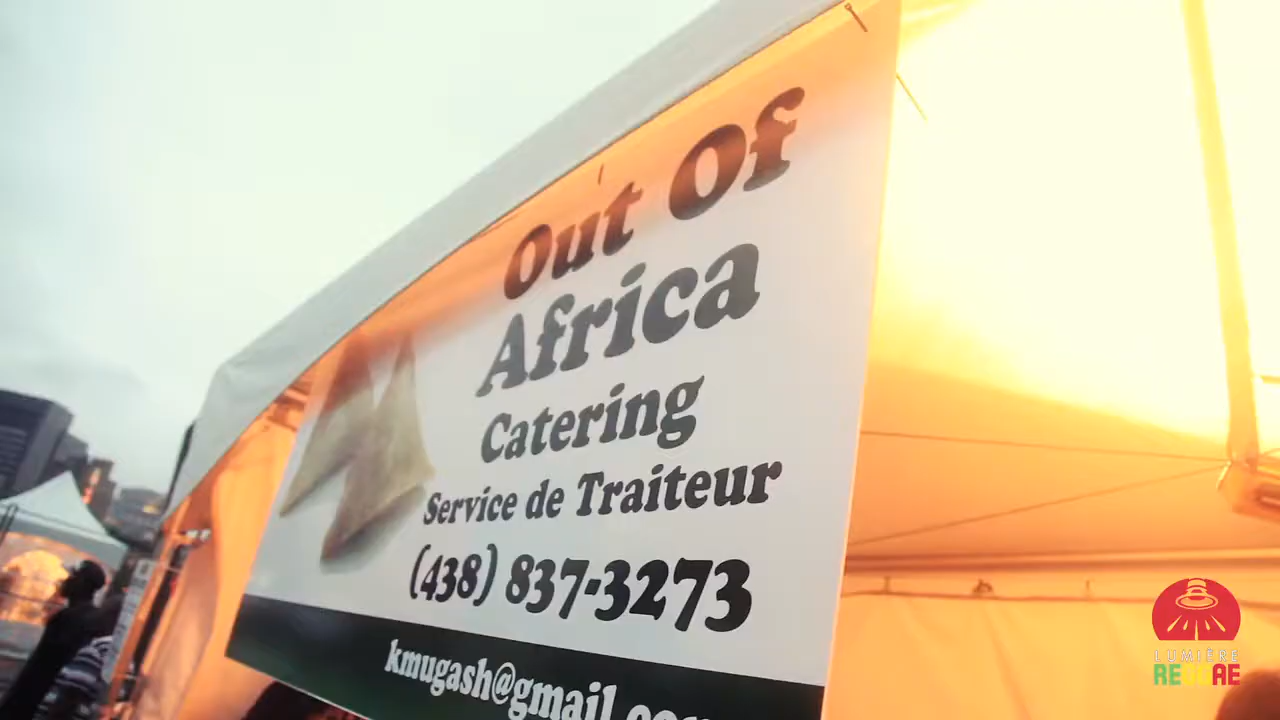 Out Of
Africa
Catering
Service de Traiteur
(438) 837-3273
kmugash@gmail.com
LUMIÈRE
REGGAE